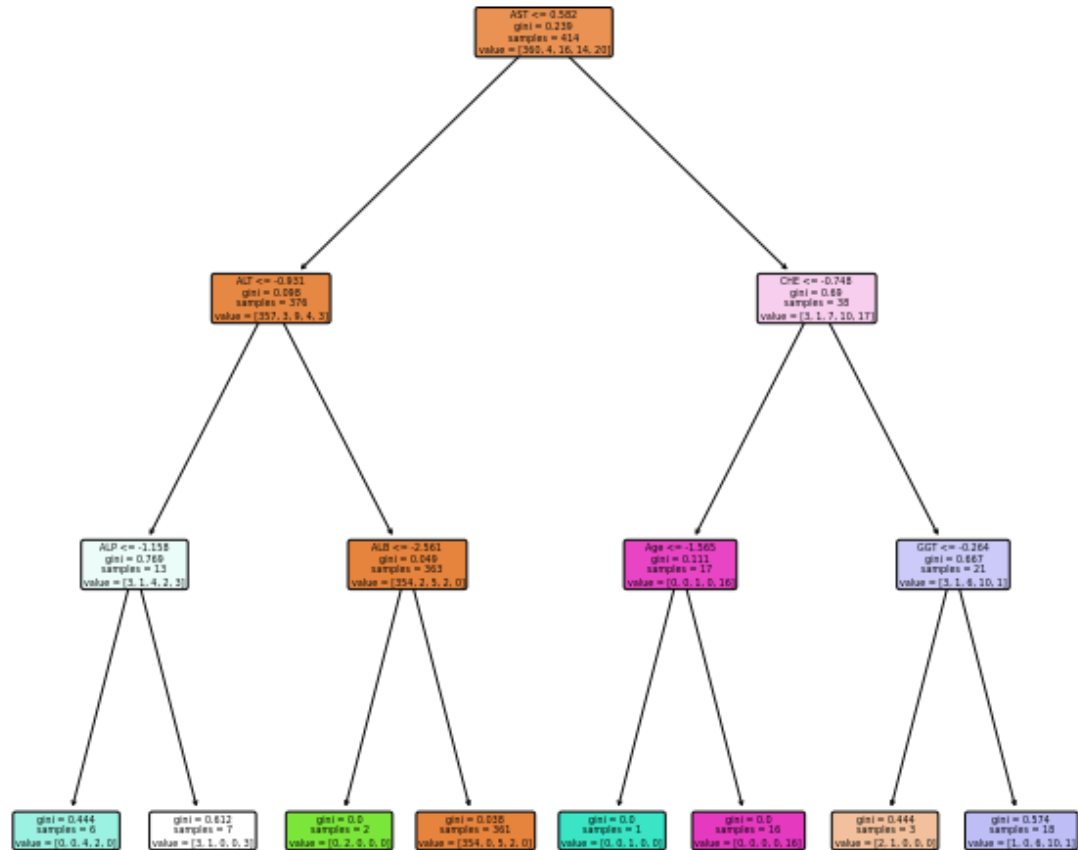 AST <= 0.582
gini = 0.239
samples = 414
value = [360, 4, 16, 14, 20]
ALT <= -0.931
gini = 0.098
samples = 376
value = [357, 3, 9, 4, 3]
CHE <= -0.748
gini = 0.69
samples = 38
value = [3, 1, 7, 10, 17]
ALP <= -1.158
gini = 0.769
samples = 13
value = [3, 1, 4, 2, 3]
ALB <= -2.561
gini = 0.049
samples = 363
value = [354, 2, 5, 2, 0]
Age <= -1.565
gini = 0.111
samples = 17
value = [0, 0, 1, 0, 16]
GGT <= -0.264
gini = 0.667
samples = 21
value = [3, 1, 6, 10, 1]
gini = 0.444
samples = 6
value = [0, 0, 4, 2, 0]
gini = 0.612
samples = 7
value = [3, 1, 0, 0, 3]
gini = 0.0
samples = 2
value = [0, 2, 0, 0, 0]
gini = 0.038
samples = 361
value = [354, 0, 5, 2, 0]
gini = 0.0
samples = 1
value = [0, 0, 1, 0, 0]
gini = 0.0
samples = 16
value = [0, 0, 0, 0, 16]
gini = 0.444
samples = 3
value = [2, 1, 0, 0, 0]
gini = 0.574
samples = 18
value = [1, 0, 6, 10, 1]